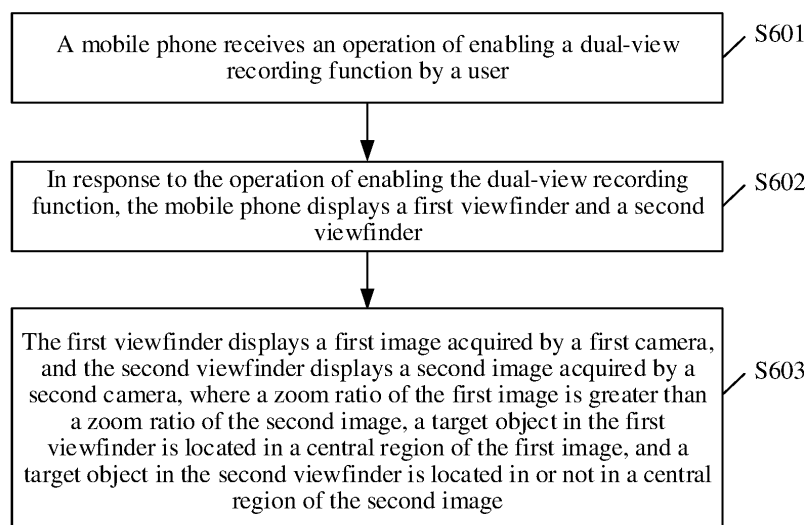 A mobile phone receives an operation of enabling a dual-view
recording function by a user
S601
In response to the operation of enabling the dual-view recording
function, the mobile phone displays a first viewfinder and a second
viewfinder
S602
The first viewfinder displays a first image acquired by a first camera,
and the second viewfinder displays a second image acquired by a
second camera, where a zoom ratio of the first image is greater than
a zoom ratio of the second image, a target object in the first
viewfinder is located in a central region of the first image, and a
target object in the second viewfinder is located in or not in a central
region of the second image
S603